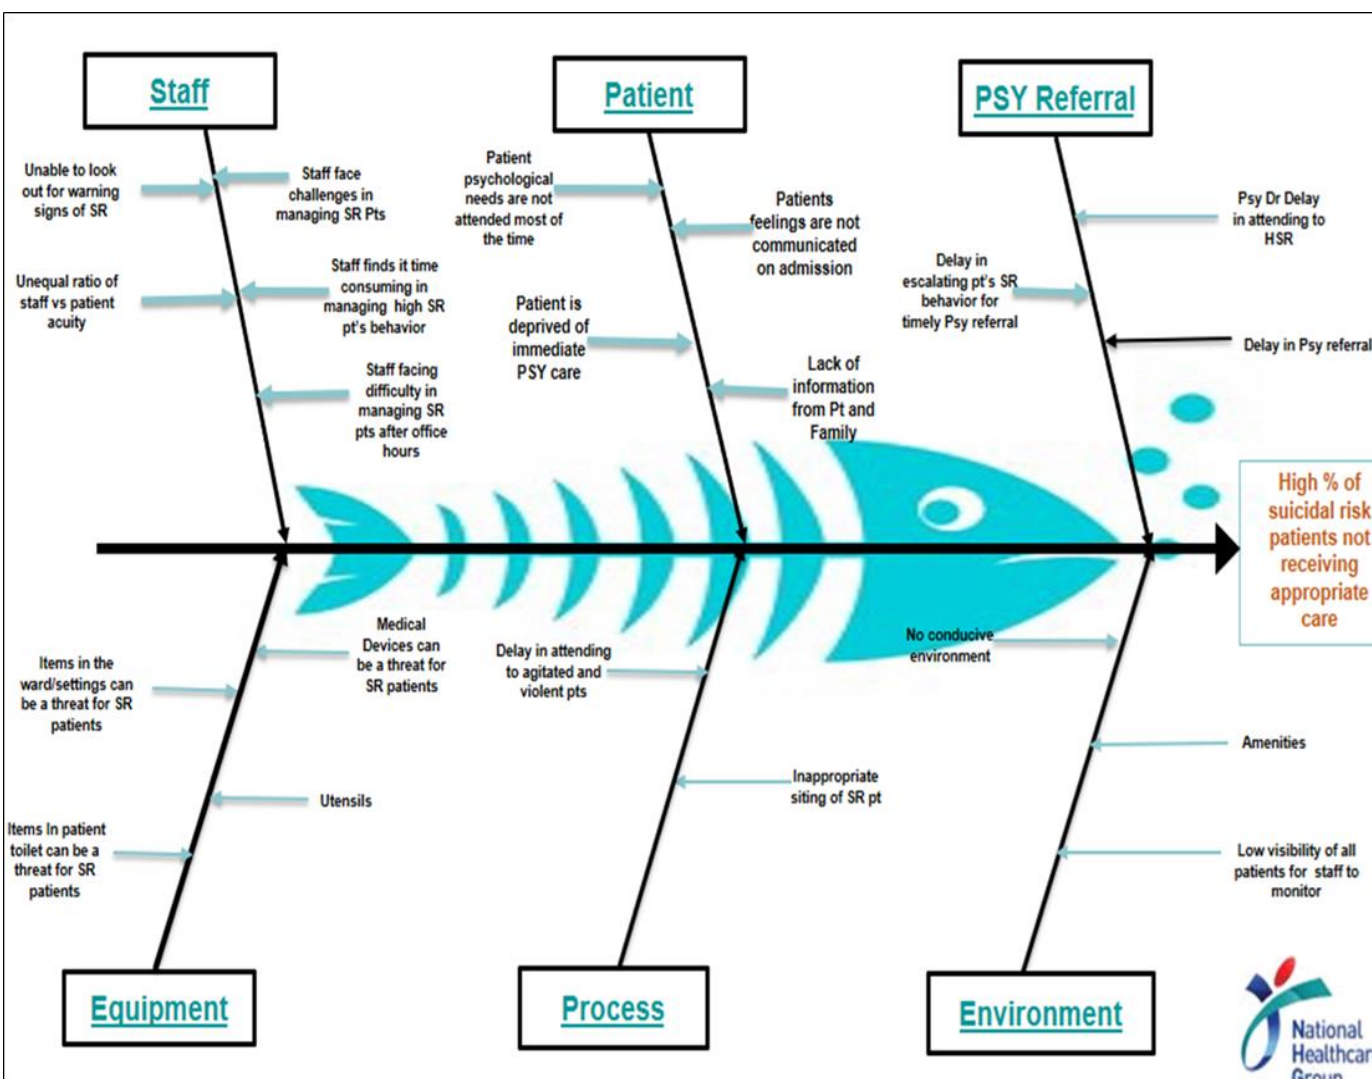 Staff
Patient
PSY Referral
Unable to look
out for warning
signs of SR
Staff face
challenges in
managing SR Pts
Unequal ratio of
staff vs patient
acuity
Staff finds it time
consuming in
managing high SR
pt's behavior
Staff facing
difficulty in
managing SR
pts after office
hours
Patient
psychological
needs are not
attended most of
the time
Patients
feelings are not
communicated
on admission
Patient is
deprived of
immediate
PSY care
Lack of
information
from Pt and
Family
Psy Dr Delay
in attending to
HSR
Delay in
escalating pt's SR
behavior for
timely Psy referral
Delay in Psy referral
High % of
suicidal risk
patients not
receiving
appropriate
care
Medical
Devices can
be a threat for
SR patients
Items in the
ward/settings can
be a threat for SR
patients
Utensils
Items In patient
toilet can be a
threat for SR
patients
Delay in attending
to agitated and
violent pts
Inappropriate
siting of SR pt
No conducive
environment
Amenities
Low visibility of all
patients for staff to
monitor
Equipment
Process
Environment
National
Healthcar
Group